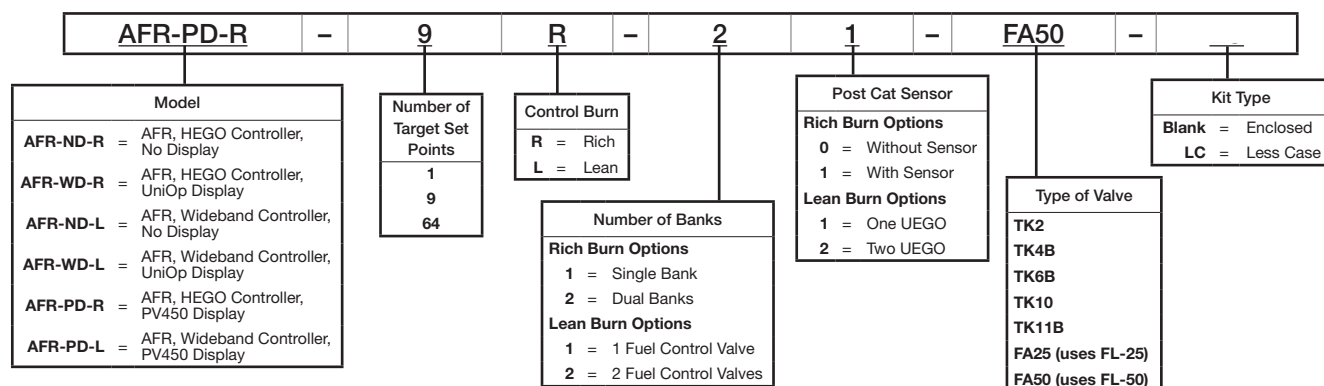 AFR-PD-R – 9 R – 2 1 – FA50 – __
Model
AFR-ND-R = AFR, HEGO Controller,
No Display
AFR-WD-R = AFR, HEGO Controller,
UniOp Display
AFR-ND-L = AFR, Wideband Controller,
No Display
AFR-WD-L = AFR, Wideband Controller,
UniOp Display
AFR-PD-R = AFR, HEGO Controller,
PV450 Display
AFR-PD-L = AFR, Wideband Controller,
PV450 Display
Number of
Target Set
Points
1
9
64
Control Burn
R = Rich
L = Lean
Number of Banks
Rich Burn Options
1 = Single Bank
2 = Dual Banks
Lean Burn Options
1 = 1 Fuel Control Valve
2 = 2 Fuel Control Valves
Post Cat Sensor
Rich Burn Options
0 = Without Sensor
1 = With Sensor
Lean Burn Options
1 = One UEGO
2 = Two UEGO
Type of Valve
TK2
TK4B
TK6B
TK10
TK11B
FA25 (uses FL-25)
FA50 (uses FL-50)
Kit Type
Blank = Enclosed
LC = Less Case